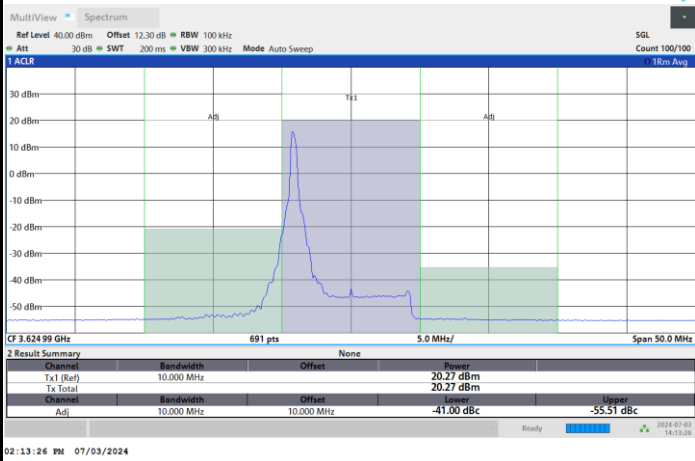 MultiView Spectrum
Ref Level 40.00 dBm Offset 12.30 dB RBW 100 kHz SGL
Att 30 dB SWT 200 ms VBW 300 kHz Mode Auto Sweep Count 100/100
1 ACLR 1Rm Avg
30 dBm
Tx1
20 dBm
Adj Adj
10 dBm
0 dBm
-10 dBm
-20 dBm
-30 dBm
-40 dBm
-50 dBm
CF 3.624 99 GHz 691 pts 5.0 MHz/ Span 50.0 MHz
2 Result Summary None
Channel Bandwidth Offset Power
Tx1 (Ref) 10.000 MHz 20.27 dBm
Tx Total 20.27 dBm
Channel Bandwidth Offset Lower Upper
Adj 10.000 MHz 10.000 MHz -41.00 dBc -55.51 dBc
Ready 2024-07-03
14:13:26
02:13:26 PM 07/03/2024